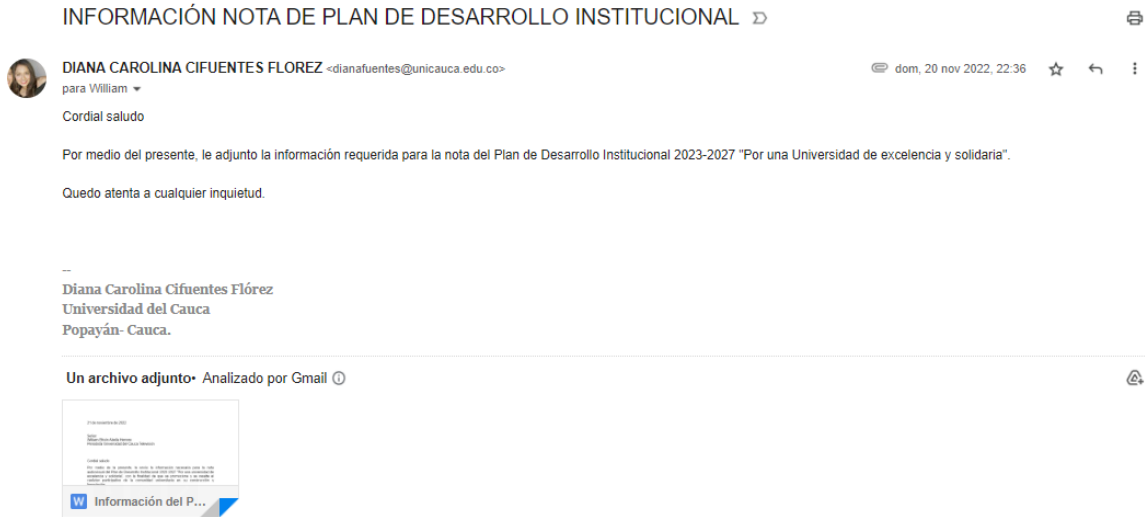 INFORMACIÓN NOTA DE PLAN DE DESARROLLO INSTITUCIONAL
DIANA CAROLINA CIFUENTES FLOREZ <dianafuentes@unicauca.edu.co>
dom, 20 nov 2022, 22:36
para William
Cordial saludo
Por medio del presente, le adjunto la información requerida para la nota del Plan de Desarrollo Institucional 2023-2027 "Por una Universidad de excelencia y solidaria".
Quedo atenta a cualquier inquietud.
--
Diana Carolina Cifuentes Flórez
Universidad del Cauca
Popayán- Cauca.
Un archivo adjunto• Analizado por Gmail
W Información del P...